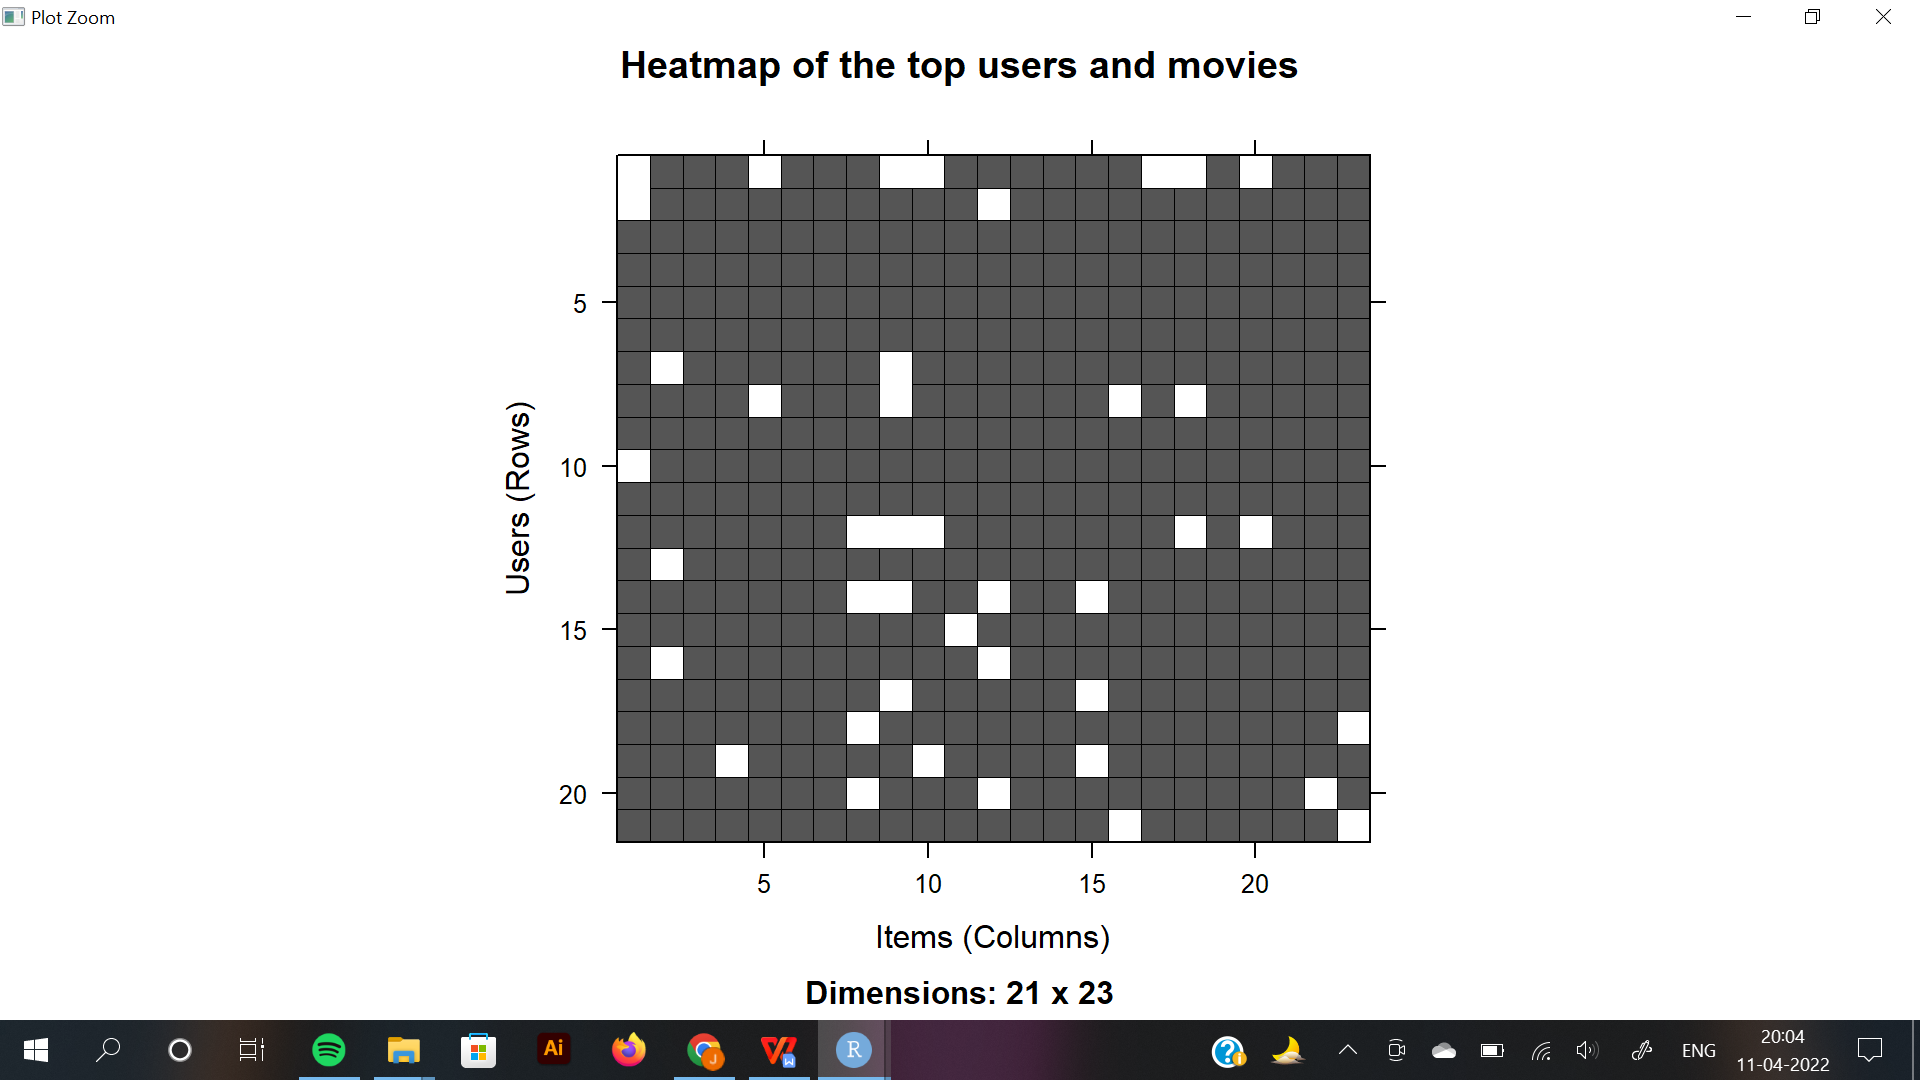 Plot Zoom
Heatmap of the top users and movies
5
10
15
20
Users (Rows)
5 10 15 20
Items (Columns)
Dimensions: 21 x 23
Ai
J
W
R
?
i
ENG
20:04
11-04-2022